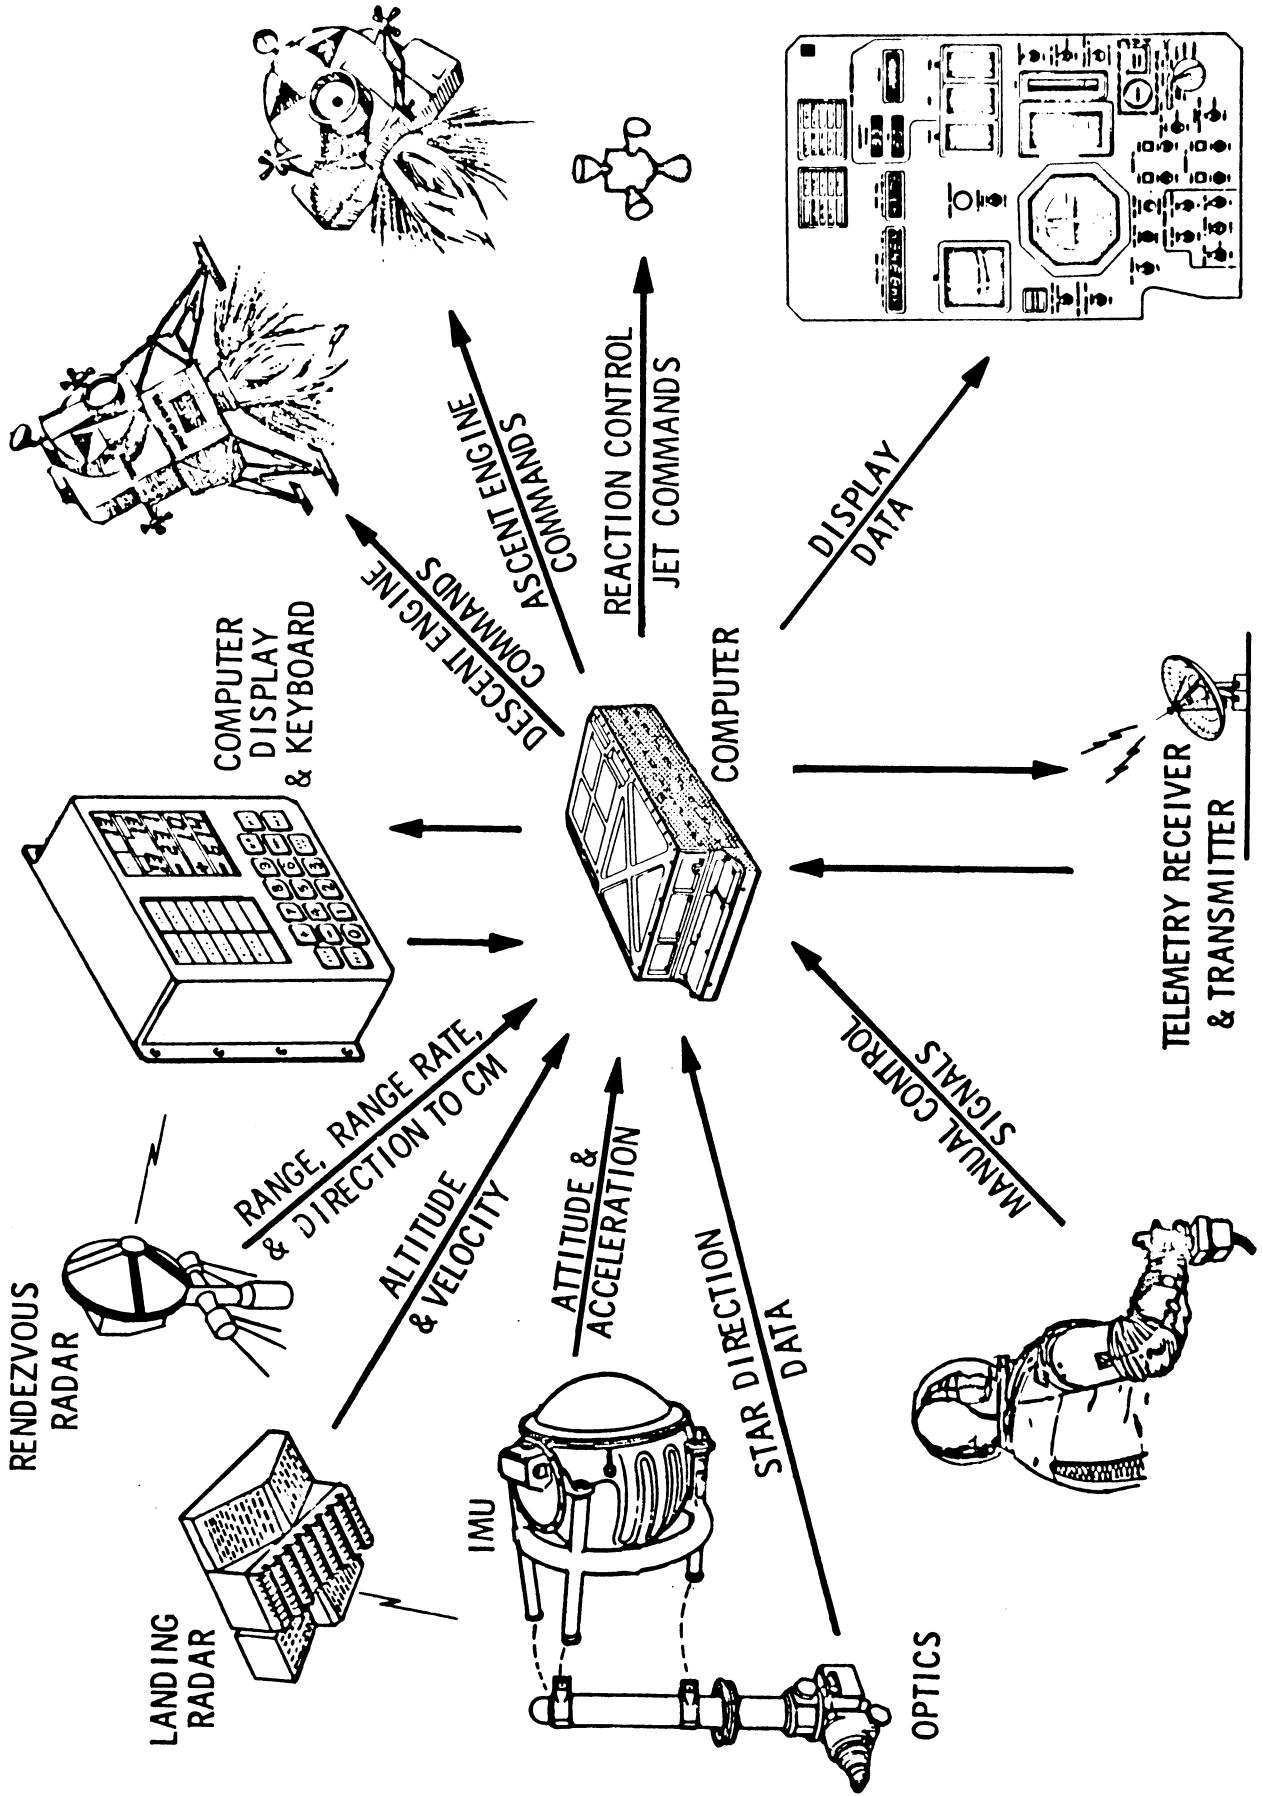 RENDEZVOUS
RADAR
LANDING
RADAR
IMU
OPTICS
RANGE, RANGE RATE,
& DIRECTION TO CM
ALTITUDE
& VELOCITY
ATTITUDE &
ACCELERATION
STAR DIRECTION
DATA
MANUAL CONTROL
SIGNALS
COMPUTER
DISPLAY
& KEYBOARD
COMPUTER
TELEMETRY RECEIVER
& TRANSMITTER
DESCENT ENGINE
COMMANDS
ASCENT ENGINE
COMMANDS
REACTION CONTROL
JET COMMANDS
DISPLAY
DATA